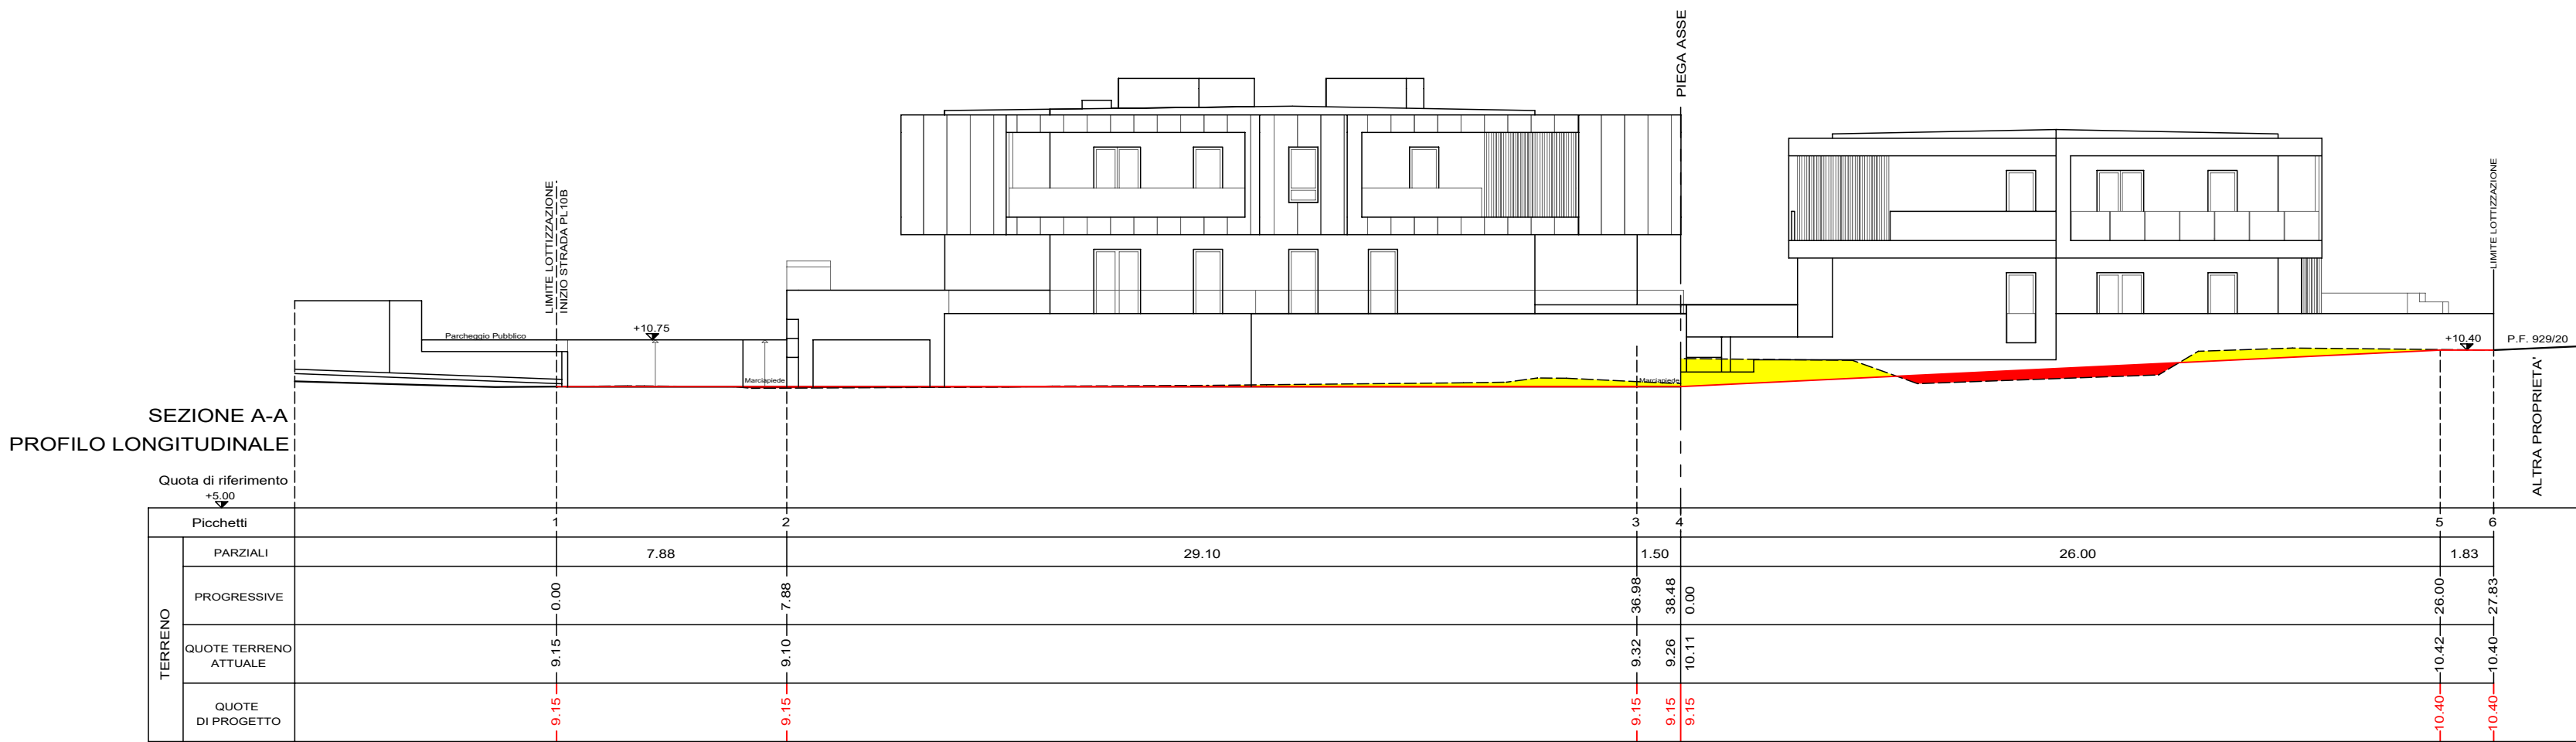 PIEGA ASSE
LIMITE LOTTIZZAZIONE
INIZIO STRADA PL10B
LIMITE LOTTIZZAZIONE
Parcheggio Pubblico
+10.75
+10.40
P.F. 929/20
Marciapiede
Marciapiede
ALTRA PROPRIETA'
SEZIONE A-A
PROFILO LONGITUDINALE
Quota di riferimento
+5.00
Picchetti 1 2 3 4 5 6
TERRENO
PARZIALI 7.88 29.10 1.50 26.00 1.83
PROGRESSIVE 0.00 7.88 36.98 38.48 0.00 26.00 27.83
QUOTE TERRENO
ATTUALE
9.15 9.10 9.32 9.26 10.11 10.42 10.40
QUOTE
DI PROGETTO
9.15 9.15 9.15 9.15 9.15 10.40 10.40